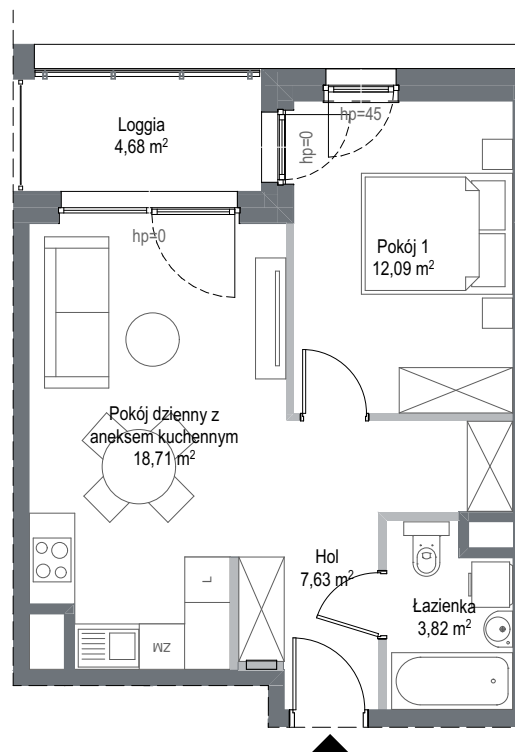 Loggia
4,68 m²
hp=45
hp=0
hp=0
Pokój 1
12,09 m²
Pokój dzienny z
aneksem kuchennym
18,71 m²
Hol
7,63 m²
L
Łazienka
3,82 m²
ZM